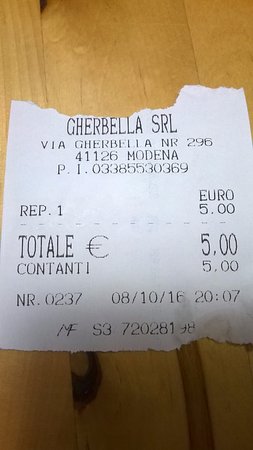 GHERBELLA SRL
VIA GHERBELLA NR 296
41126 MODENA
P.I.03385530369
EURO
REP.1 5.00
TOTALE € 5,00
CONTANTI 5.00
NR.0237 08/10/16 20:07
MF S3 72028198